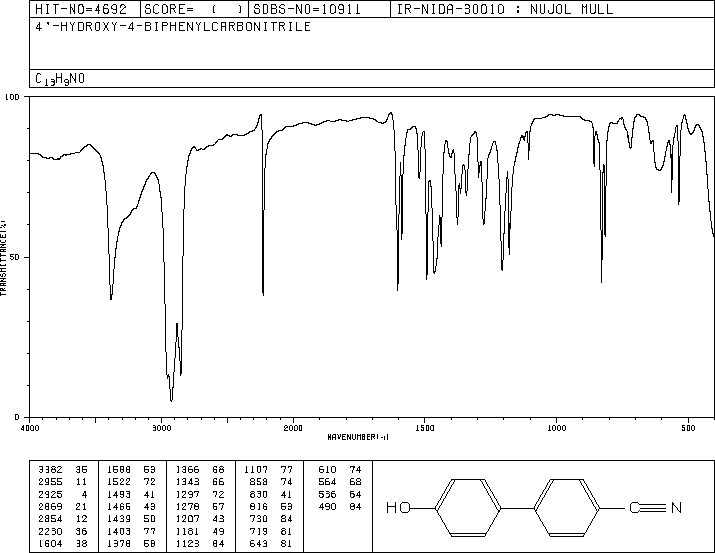 HIT-NO=4692 SCORE= ( ) SDBS-NO=10911 IR-NIDA-30010 : NUJOL MULL
4'-HYDROXY-4-BIPHENYLCARBONITRILE
C13H9NO
100
50
0
TRANSMITTANCE(%)
4000 3000 2000 1500 1000 500
WAVENUMBER(-1)
3382 35 1588 53 1366 68 1107 77 610 74
2955 11 1522 72 1343 66 858 74 564 68
2925 4 1493 41 1297 72 830 41 536 64
2869 21 1465 43 1278 57 816 53 490 84
2854 12 1439 50 1207 43 730 84
2230 36 1403 77 1181 49 719 81
1604 38 1378 58 1123 84 643 81
HO C N